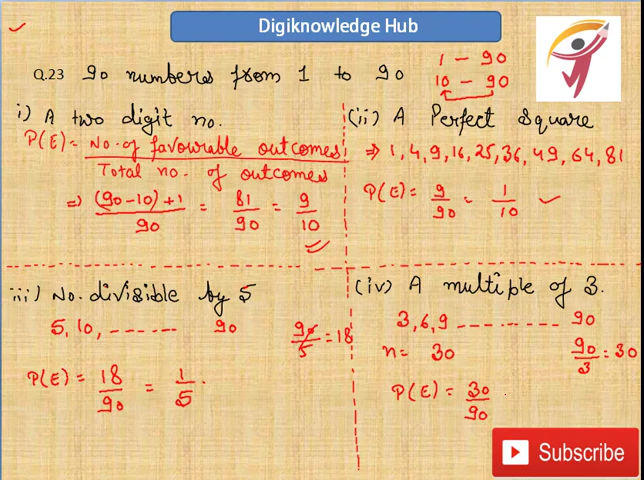 Digiknowledge Hub
Q.23 90 numbers from 1 to 90
1 - 90
10 - 90
i) A two digit no.
P(E) = No. of favourable outcomes
Total no. of outcomes
=> (90-10)+1 = 81 = 9
90 90 10
(ii) A Perfect Square
=> 1, 4, 9, 16, 25, 36, 49, 64, 81
P(E) = 9 = 1
90 10
iii) No. divisible by 5
5, 10, ------- 90
90 = 18
5
P(E) = 18 = 1
90 5
(iv) A multiple of 3.
3, 6, 9 ---------- 90
n = 30
90 = 30
3
P(E) = 30
90
Subscribe